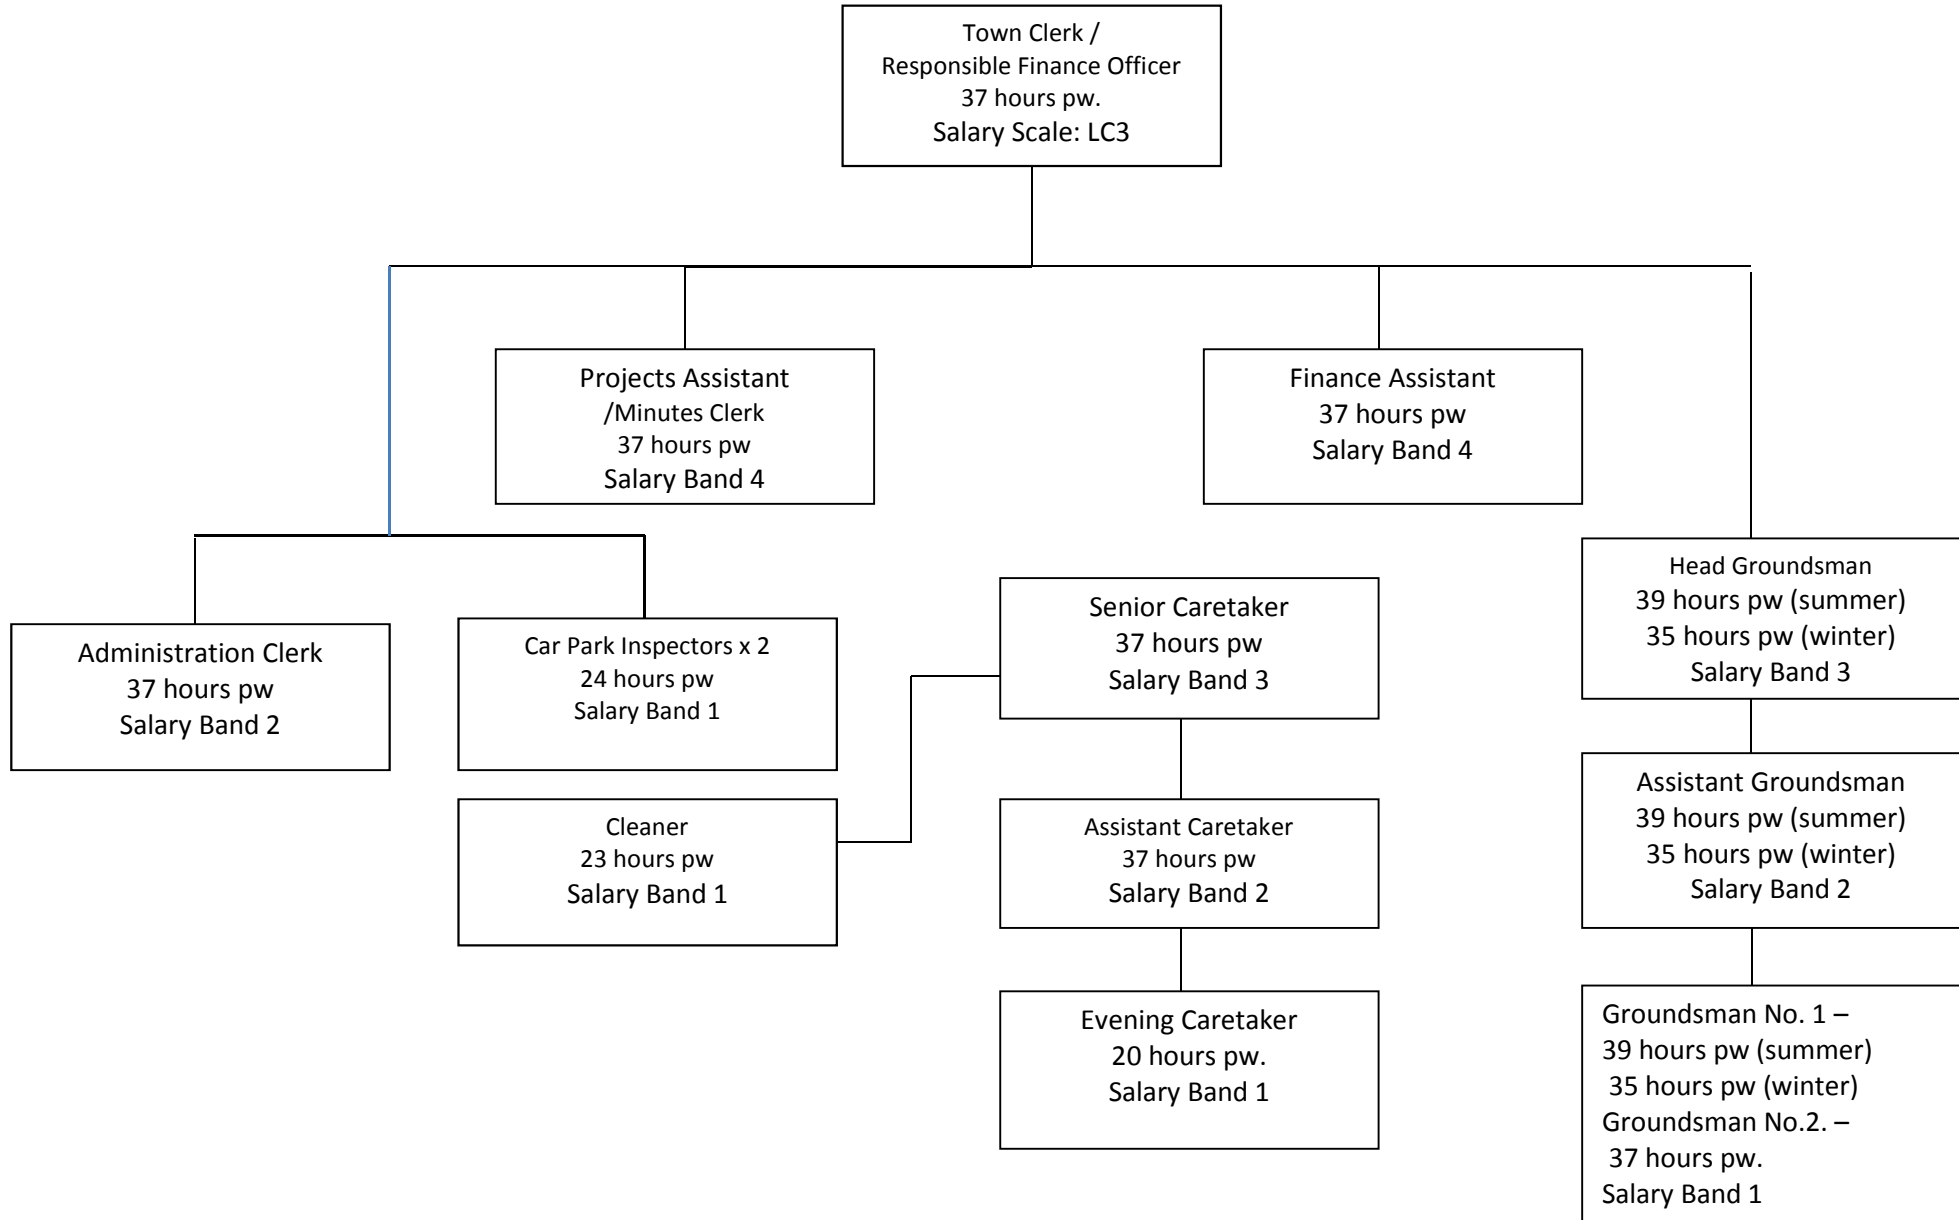 Town Clerk /
Responsible Finance Officer
37 hours pw.
Salary Scale: LC3
Projects Assistant
/Minutes Clerk
37 hours pw
Salary Band 4
Finance Assistant
37 hours pw
Salary Band 4
Administration Clerk
37 hours pw
Salary Band 2
Car Park Inspectors x 2
24 hours pw
Salary Band 1
Senior Caretaker
37 hours pw
Salary Band 3
Head Groundsman
39 hours pw (summer)
35 hours pw (winter)
Salary Band 3
Cleaner
23 hours pw
Salary Band 1
Assistant Caretaker
37 hours pw
Salary Band 2
Assistant Groundsman
39 hours pw (summer)
35 hours pw (winter)
Salary Band 2
Evening Caretaker
20 hours pw.
Salary Band 1
Groundsman No. 1 –
39 hours pw (summer)
35 hours pw (winter)
Groundsman No.2. –
37 hours pw.
Salary Band 1